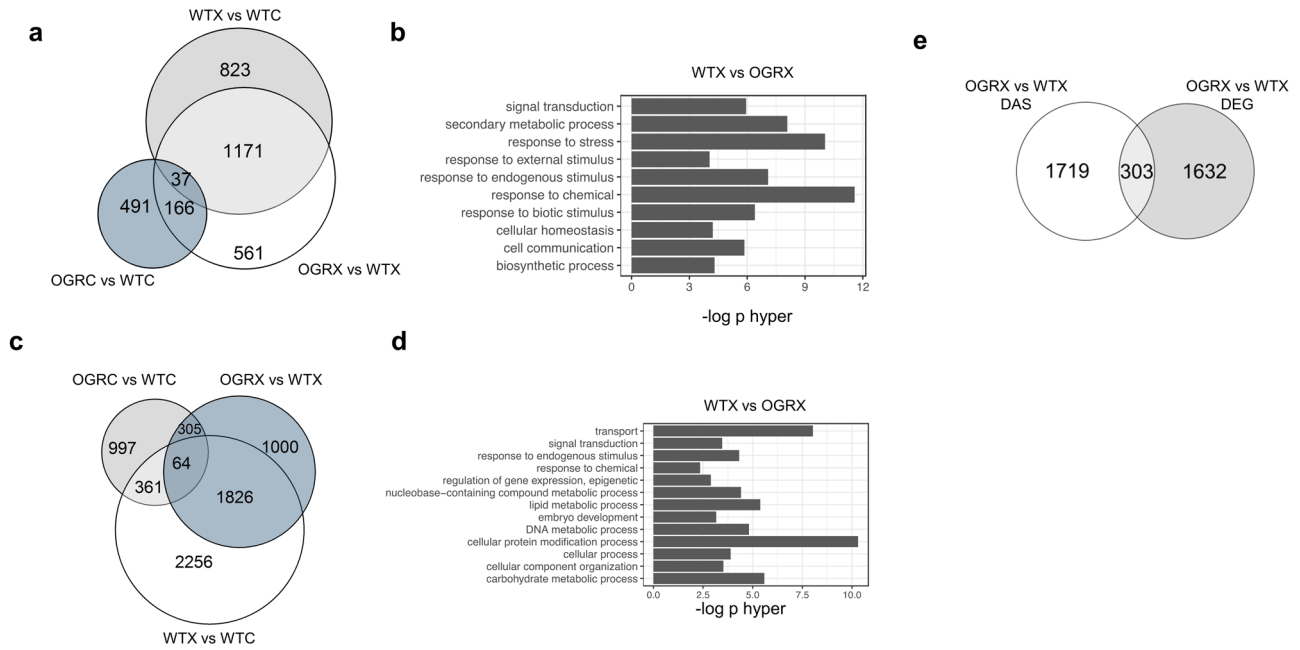 a
WTX vs WTC
823
1171
37
491
166
561
OGRX vs WTX
OGRC vs WTC
b
WTX vs OGRX
signal transduction
secondary metabolic process
response to stress
response to external stimulus
response to endogenous stimulus
response to chemical
response to biotic stimulus
cellular homeostasis
cell communication
biosynthetic process
0 3 6 9 12
-log p hyper
c
OGRC vs WTC
OGRX vs WTX
305
997
1000
64
361
1826
2256
WTX vs WTC
d
WTX vs OGRX
transport
signal transduction
response to endogenous stimulus
response to chemical
regulation of gene expression, epigenetic
nucleobase−containing compound metabolic process
lipid metabolic process
embryo development
DNA metabolic process
cellular protein modification process
cellular process
cellular component organization
carbohydrate metabolic process
0.0 2.5 5.0 7.5 10.0
-log p hyper
e
OGRX vs WTX
DAS
OGRX vs WTX
DEG
1719
303
1632